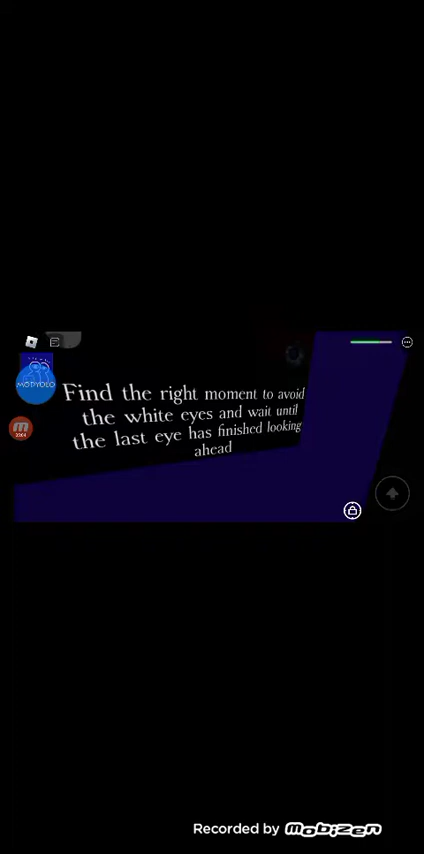 MODYOLO
Find the right moment to avoid
the white eyes and wait until
the last eye has finished looking
ahead
Recorded by Mobizen